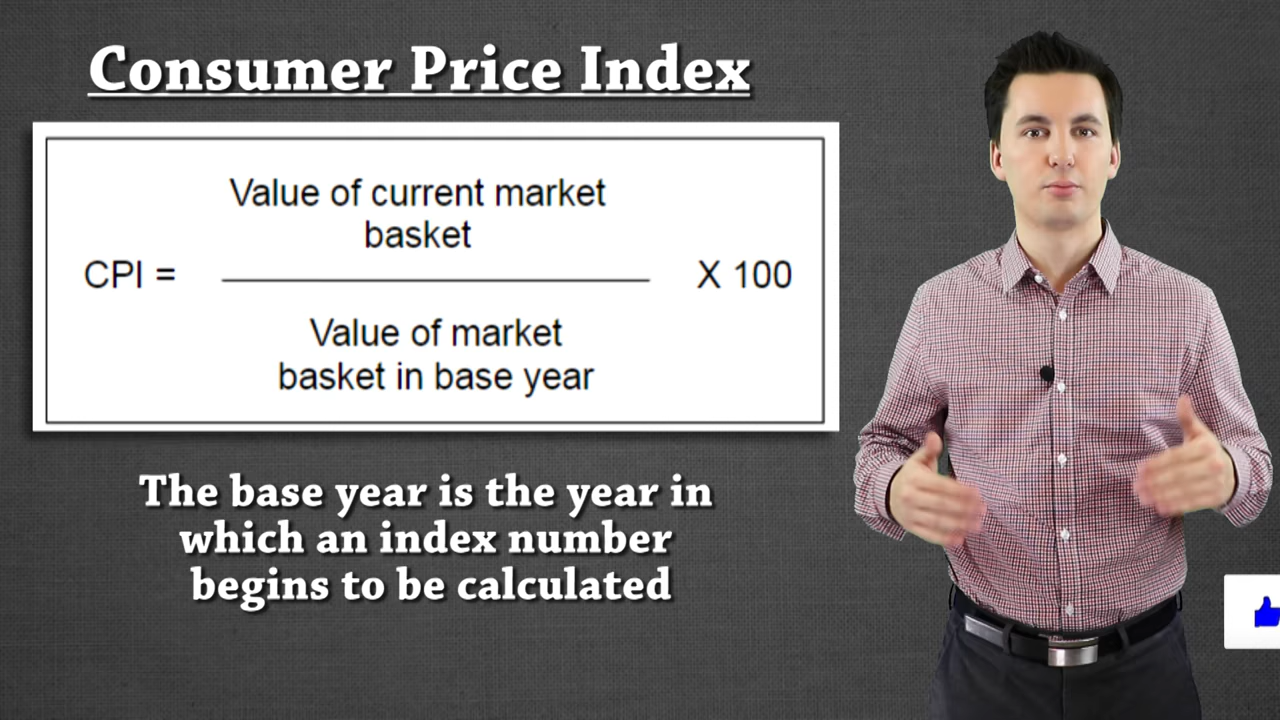 Consumer Price Index
Value of current market
basket
CPI =
X 100
Value of market
basket in base year
The base year is the year in
which an index number
begins to be calculated